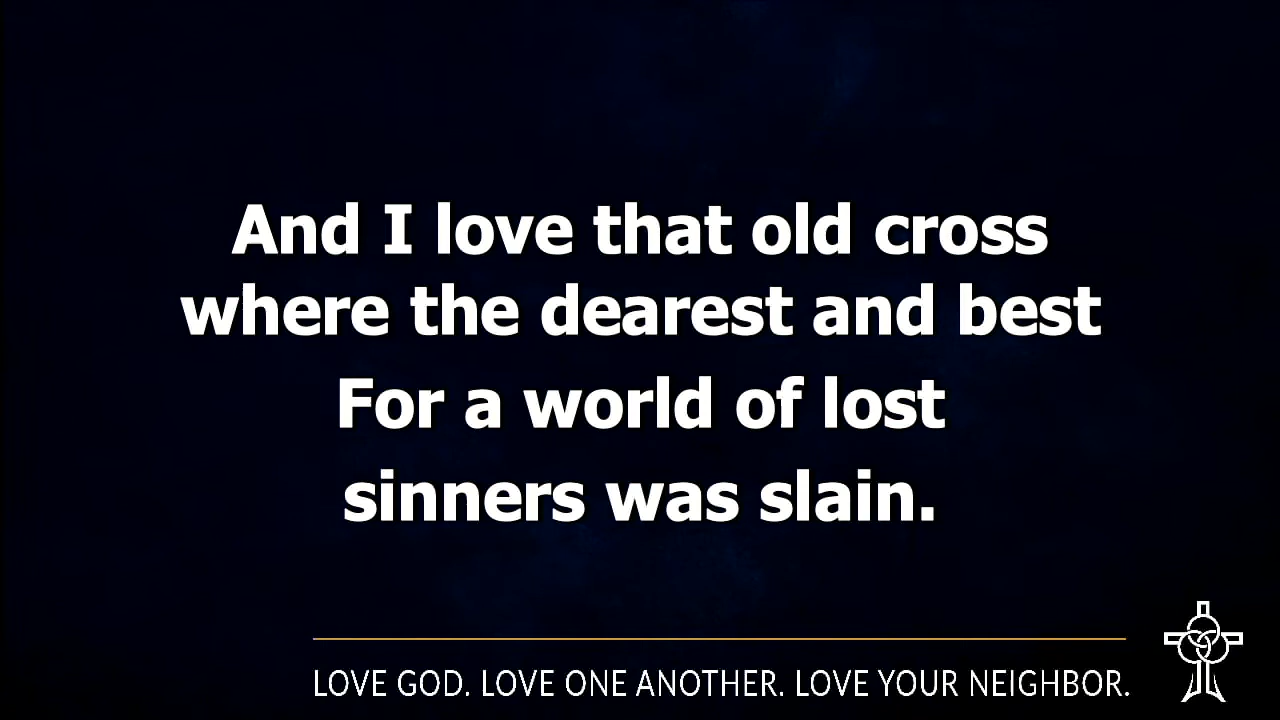 And I love that old cross
where the dearest and best
For a world of lost
sinners was slain.
LOVE GOD. LOVE ONE ANOTHER. LOVE YOUR NEIGHBOR.